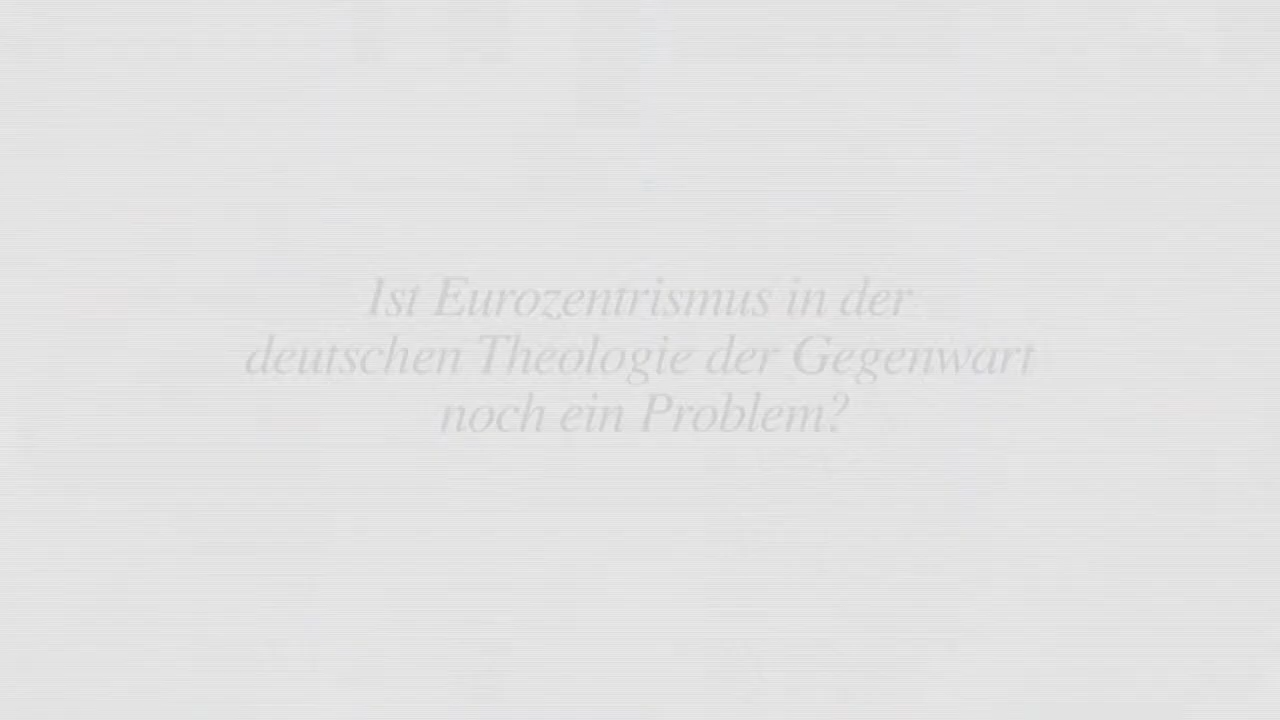 Ist Eurozentrismus in der
deutschen Theologie der Gegenwart
noch ein Problem?